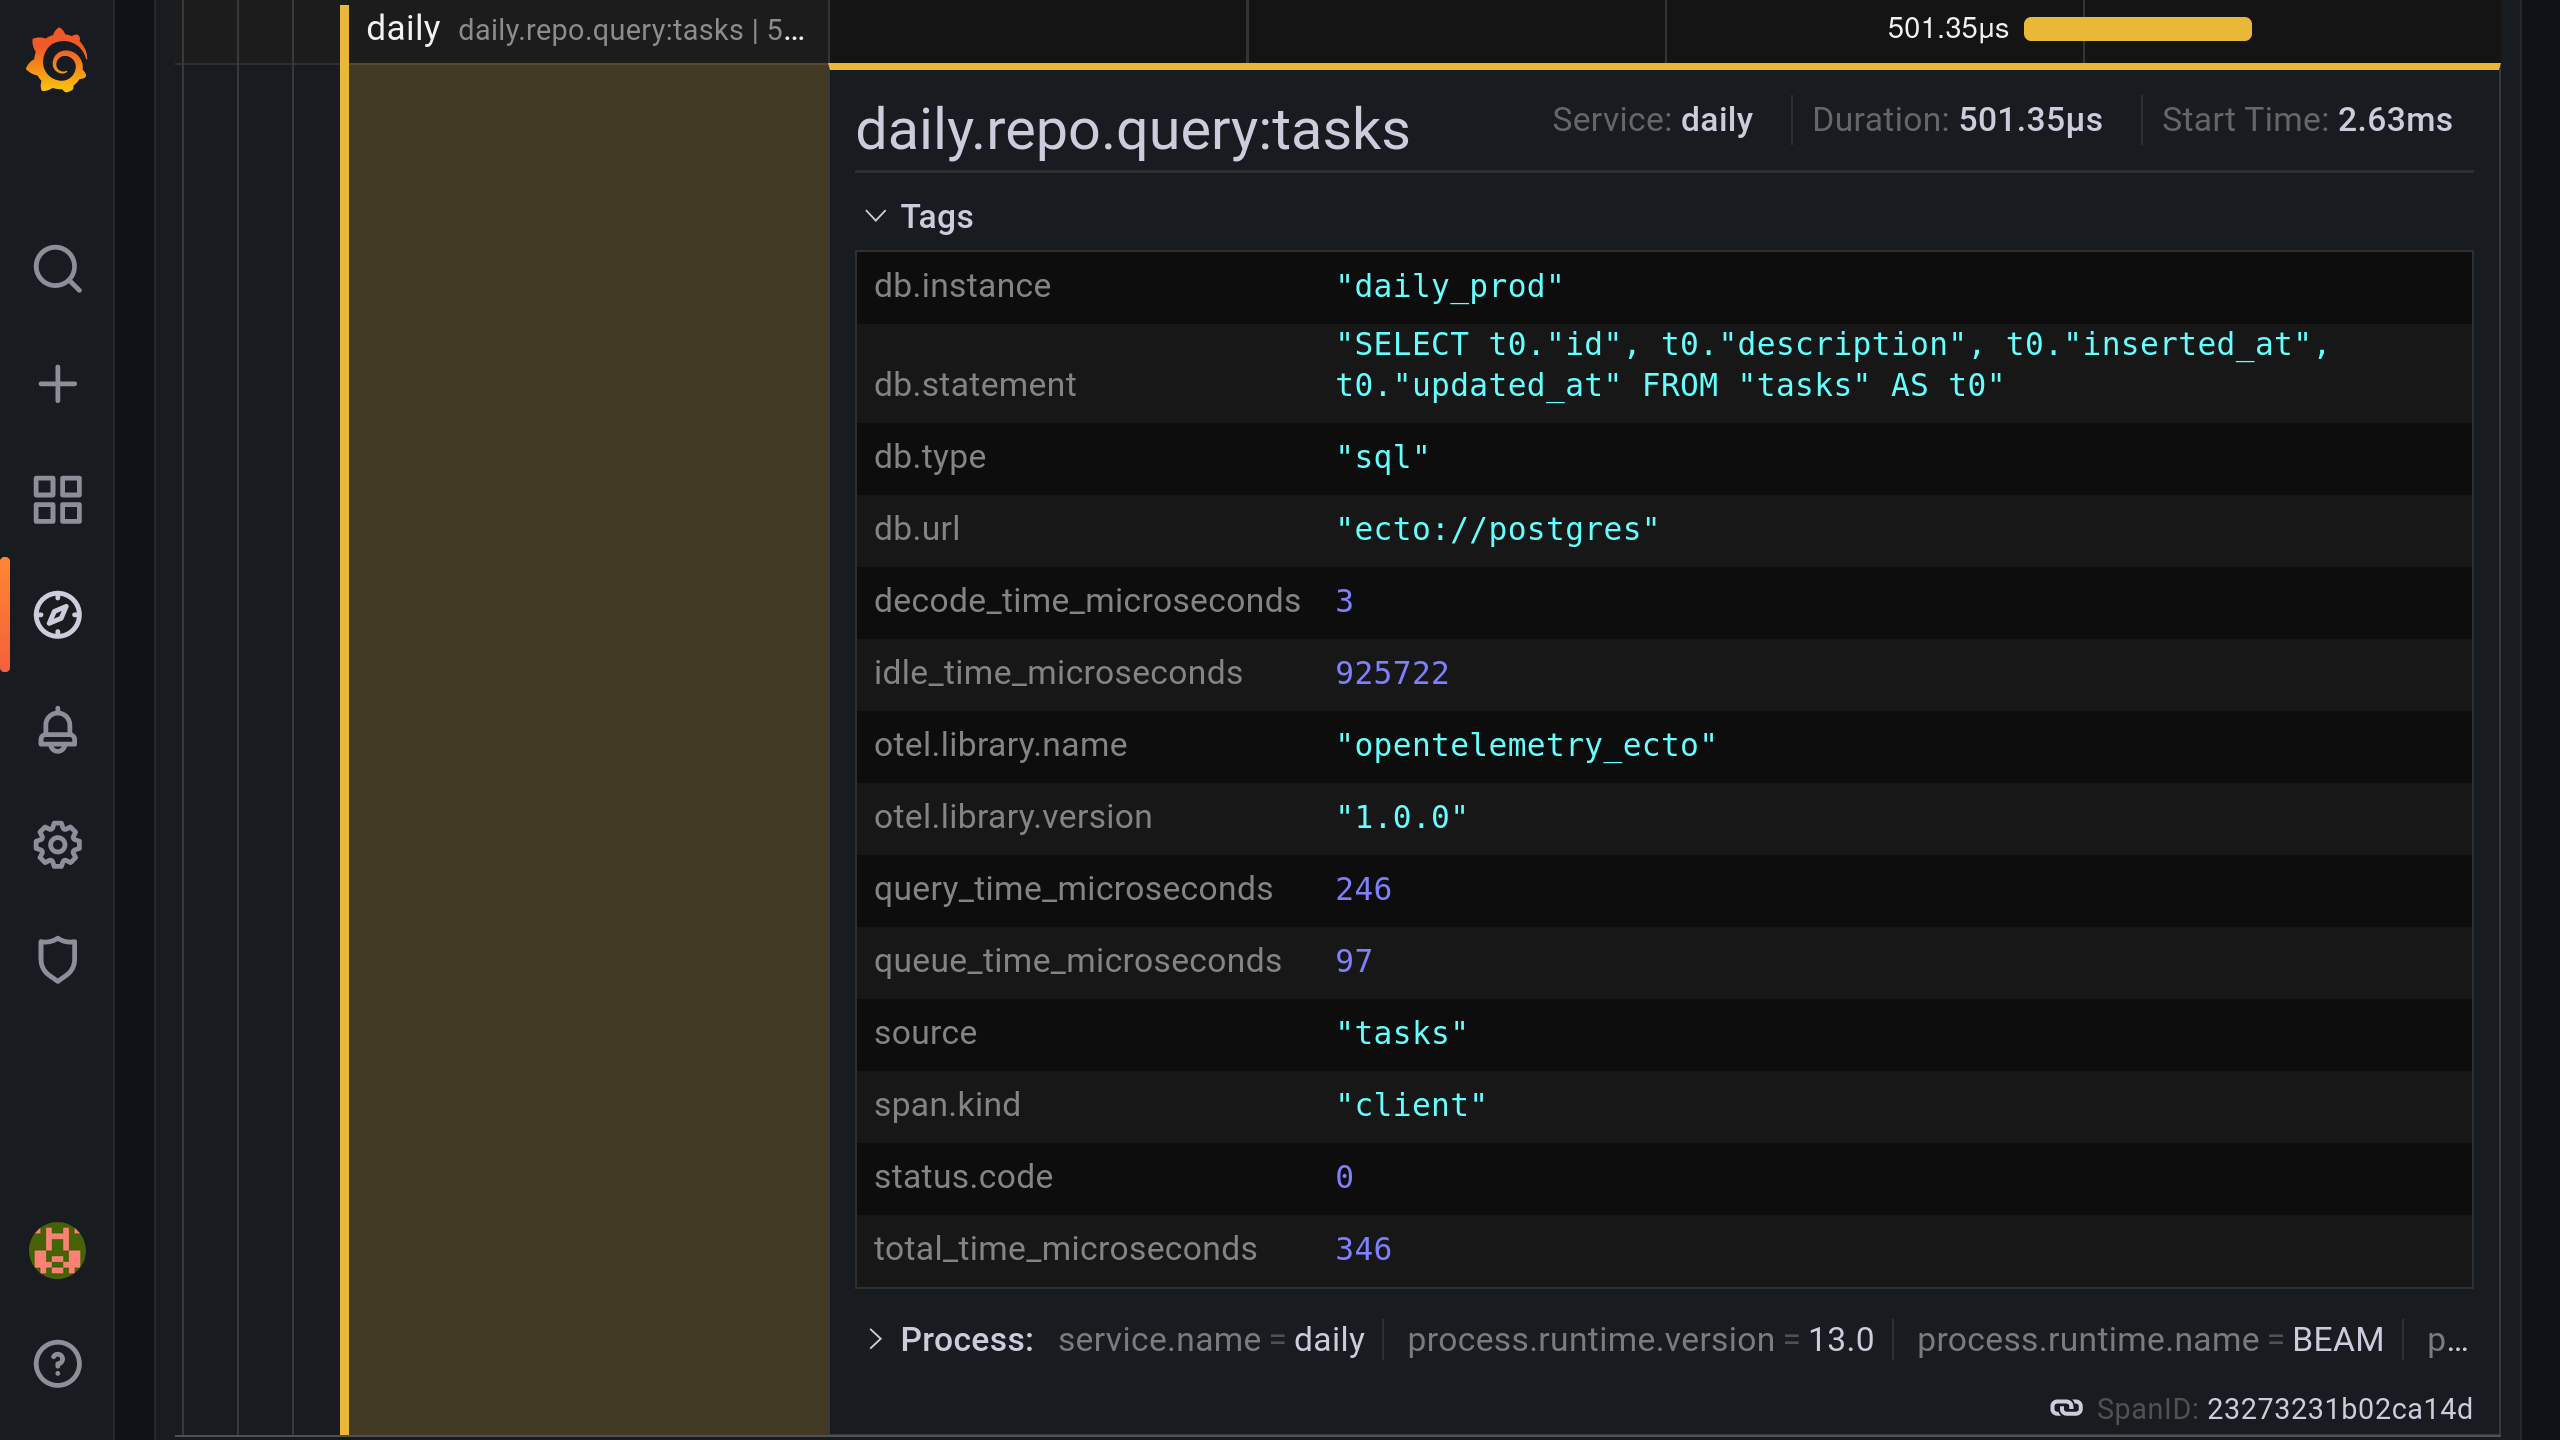 daily daily.repo.query:tasks | 5... 501.35μs
daily.repo.query:tasks Service: daily Duration: 501.35μs Start Time: 2.63ms
Tags
db.instance "daily_prod"
db.statement "SELECT t0."id", t0."description", t0."inserted_at",
t0."updated_at" FROM "tasks" AS t0"
db.type "sql"
db.url "ecto://postgres"
decode_time_microseconds 3
idle_time_microseconds 925722
otel.library.name "opentelemetry_ecto"
otel.library.version "1.0.0"
query_time_microseconds 246
queue_time_microseconds 97
source "tasks"
span.kind "client"
status.code 0
total_time_microseconds 346
Process: service.name = daily process.runtime.version = 13.0 process.runtime.name = BEAM p...
SpanID: 23273231b02ca14d